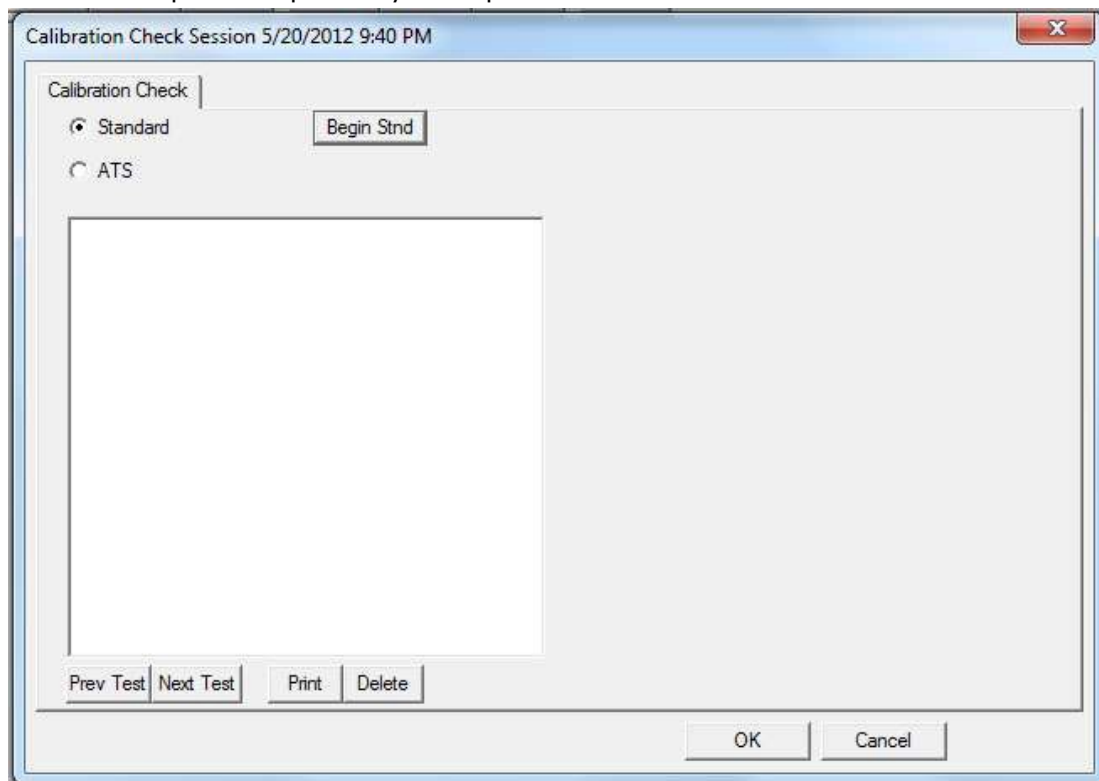 Calibration Check Session 5/20/2012 9:40 PM
Calibration Check
Standard
Begin Stnd
ATS
Prev Test Next Test Print Delete
OK Cancel